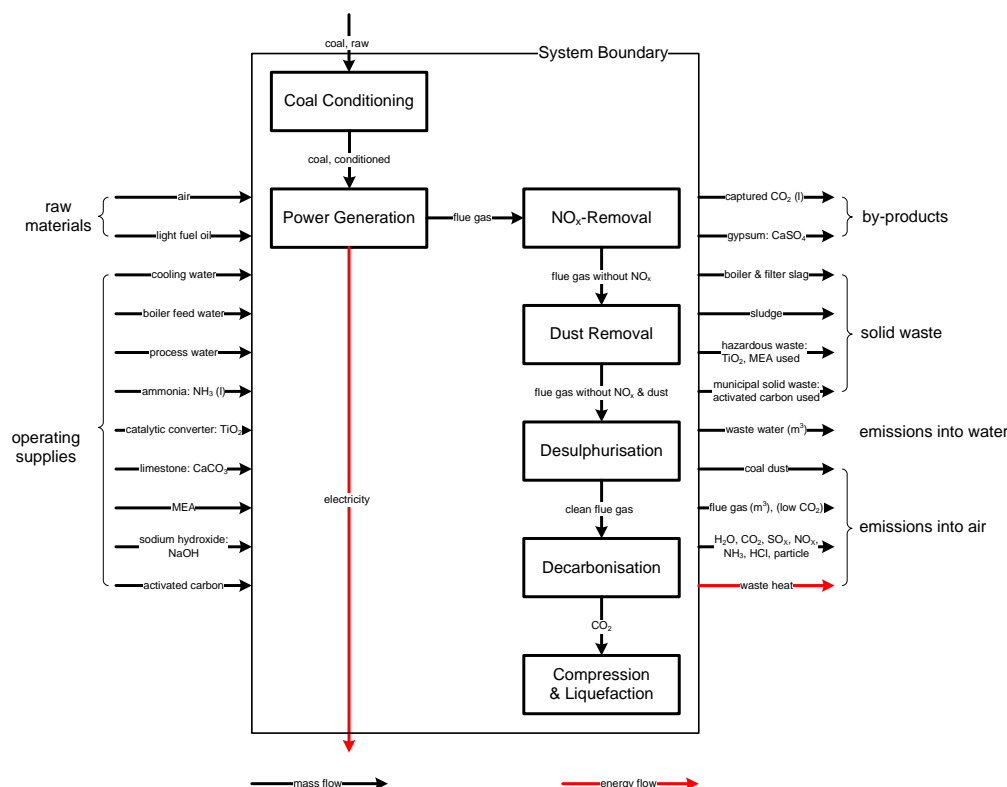 coal, raw
System Boundary
Coal Conditioning
coal, conditioned
raw
materials
air
light fuel oil
Power Generation
flue gas
NOx-Removal
captured CO2 (l)
gypsum: CaSO4
by-products
operating
supplies
cooling water
boiler feed water
process water
ammonia: NH3 (l)
catalytic converter: TiO2
limestone: CaCO3
MEA
sodium hydroxide:
NaOH
activated carbon
electricity
flue gas without NOx
Dust Removal
flue gas without NOx & dust
Desulphurisation
clean flue gas
Decarbonisation
CO2
Compression
& Liquefaction
boiler & filter slag
sludge
hazardous waste:
TiO2, MEA used
municipal solid waste:
activated carbon used
solid waste
waste water (m³)
emissions into water
coal dust
flue gas (m³), (low CO2)
H2O, CO2, SOX, NOX,
NH3, HCl, particle
waste heat
emissions into air
mass flow
energy flow